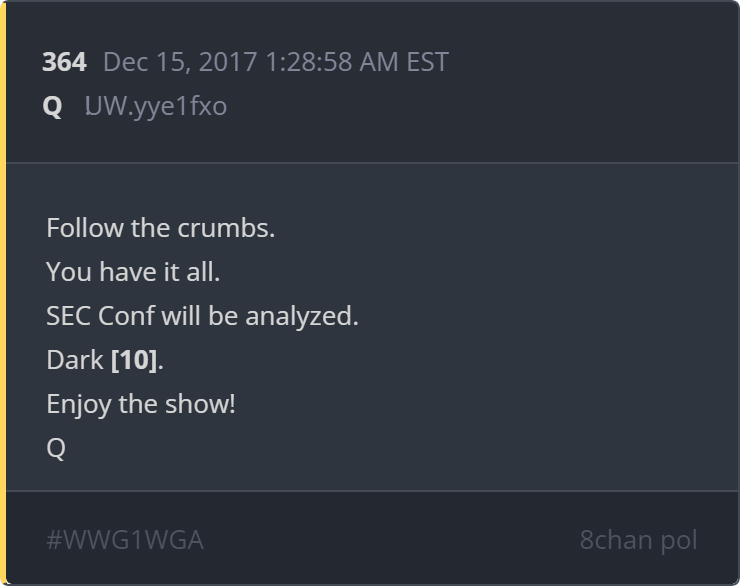 364 Dec 15, 2017 1:28:58 AM EST
Q !UW.yye1fxo
Follow the crumbs.
You have it all.
SEC Conf will be analyzed.
Dark [10].
Enjoy the show!
Q
#WWG1WGA 8chan pol